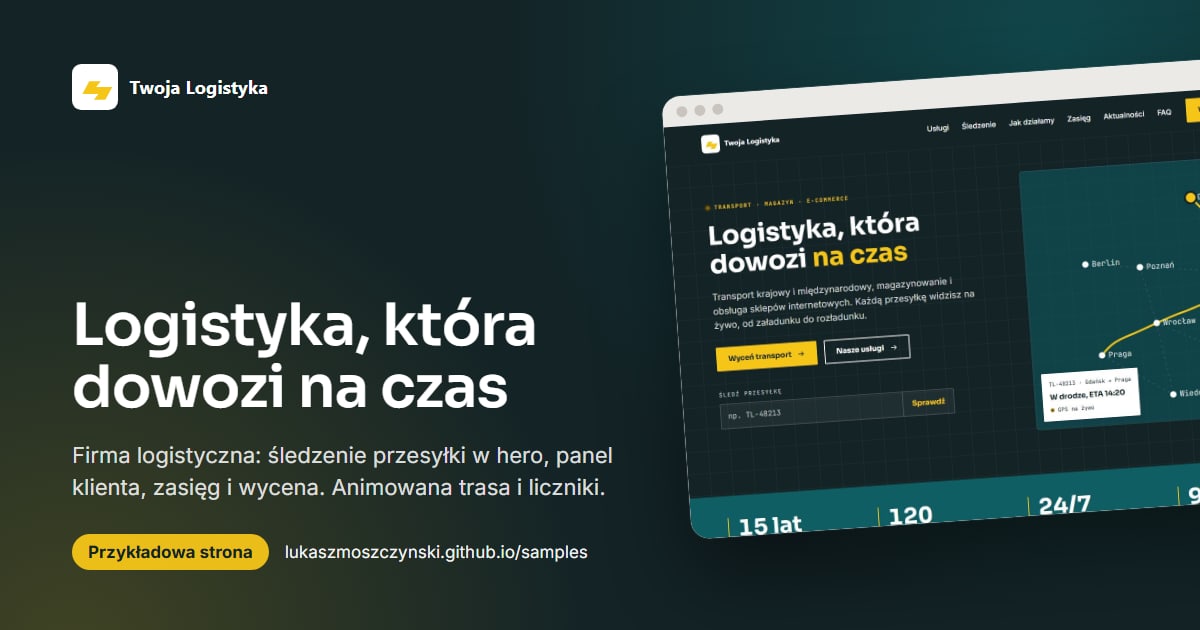 Twoja Logistyka
Logistyka, która
dowozi na czas
Firma logistyczna: śledzenie przesyłki w hero, panel
klienta, zasięg i wycena. Animowana trasa i liczniki.
Przykładowa strona
lukaszmoszczynski.github.io/samples
Twoja Logistyka
Usługi Śledzenie Jak działamy Zasięg Aktualności FAQ
TRANSPORT · MAGAZYN · E-COMMERCE
Logistyka, która
dowozi na czas
Transport krajowy i międzynarodowy, magazynowanie i
obsługa sklepów internetowych. Każdą przesyłkę widzisz na
żywo, od załadunku do rozładunku.
Wyceń transport →
Nasze usługi →
ŚLEDŹ PRZESYŁKĘ
np. TL-48213
Sprawdź
Berlin
Poznań
Wrocław
Praga
TL-48213 · Gdańsk → Praga
W drodze, ETA 14:20
GPS na żywo
15 lat
120
24/7